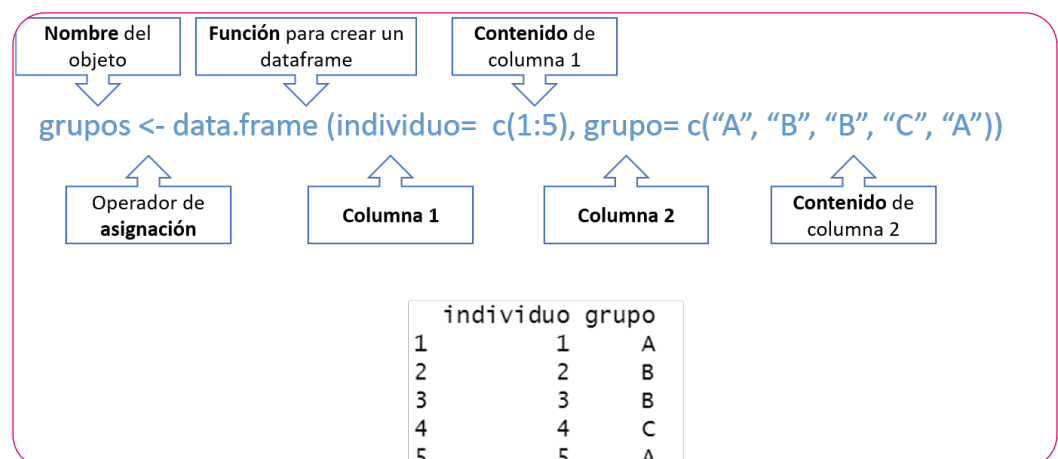 Nombre del
objeto
Función para crear un
dataframe
Contenido de
columna 1
grupos <- data.frame (individuo=  c(1:5), grupo= c(“A”, “B”, “B”, “C”, “A”))
Operador de
asignación
Columna 1
Columna 2
Contenido de
columna 2
individuo grupo
1 1 A
2 2 B
3 3 B
4 4 C
5 5 A